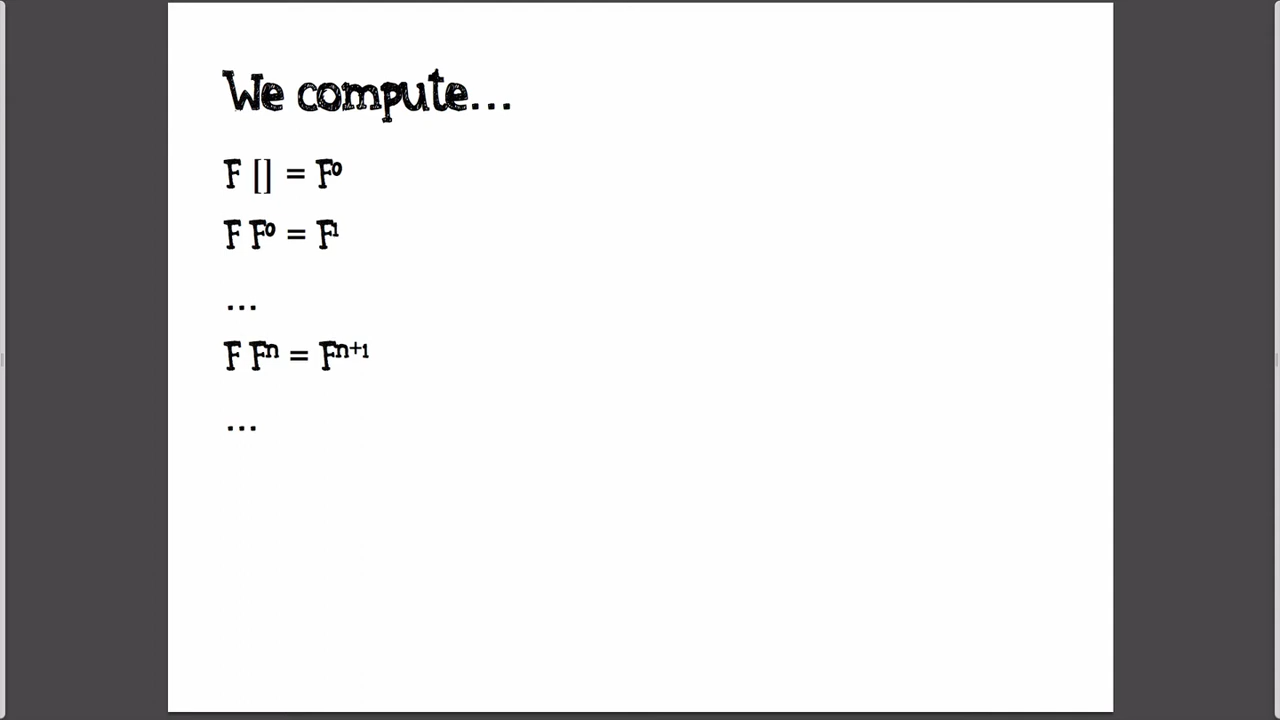 We compute...
F [] = F⁰
F F⁰ = F¹
...
F Fⁿ = Fⁿ⁺¹
...